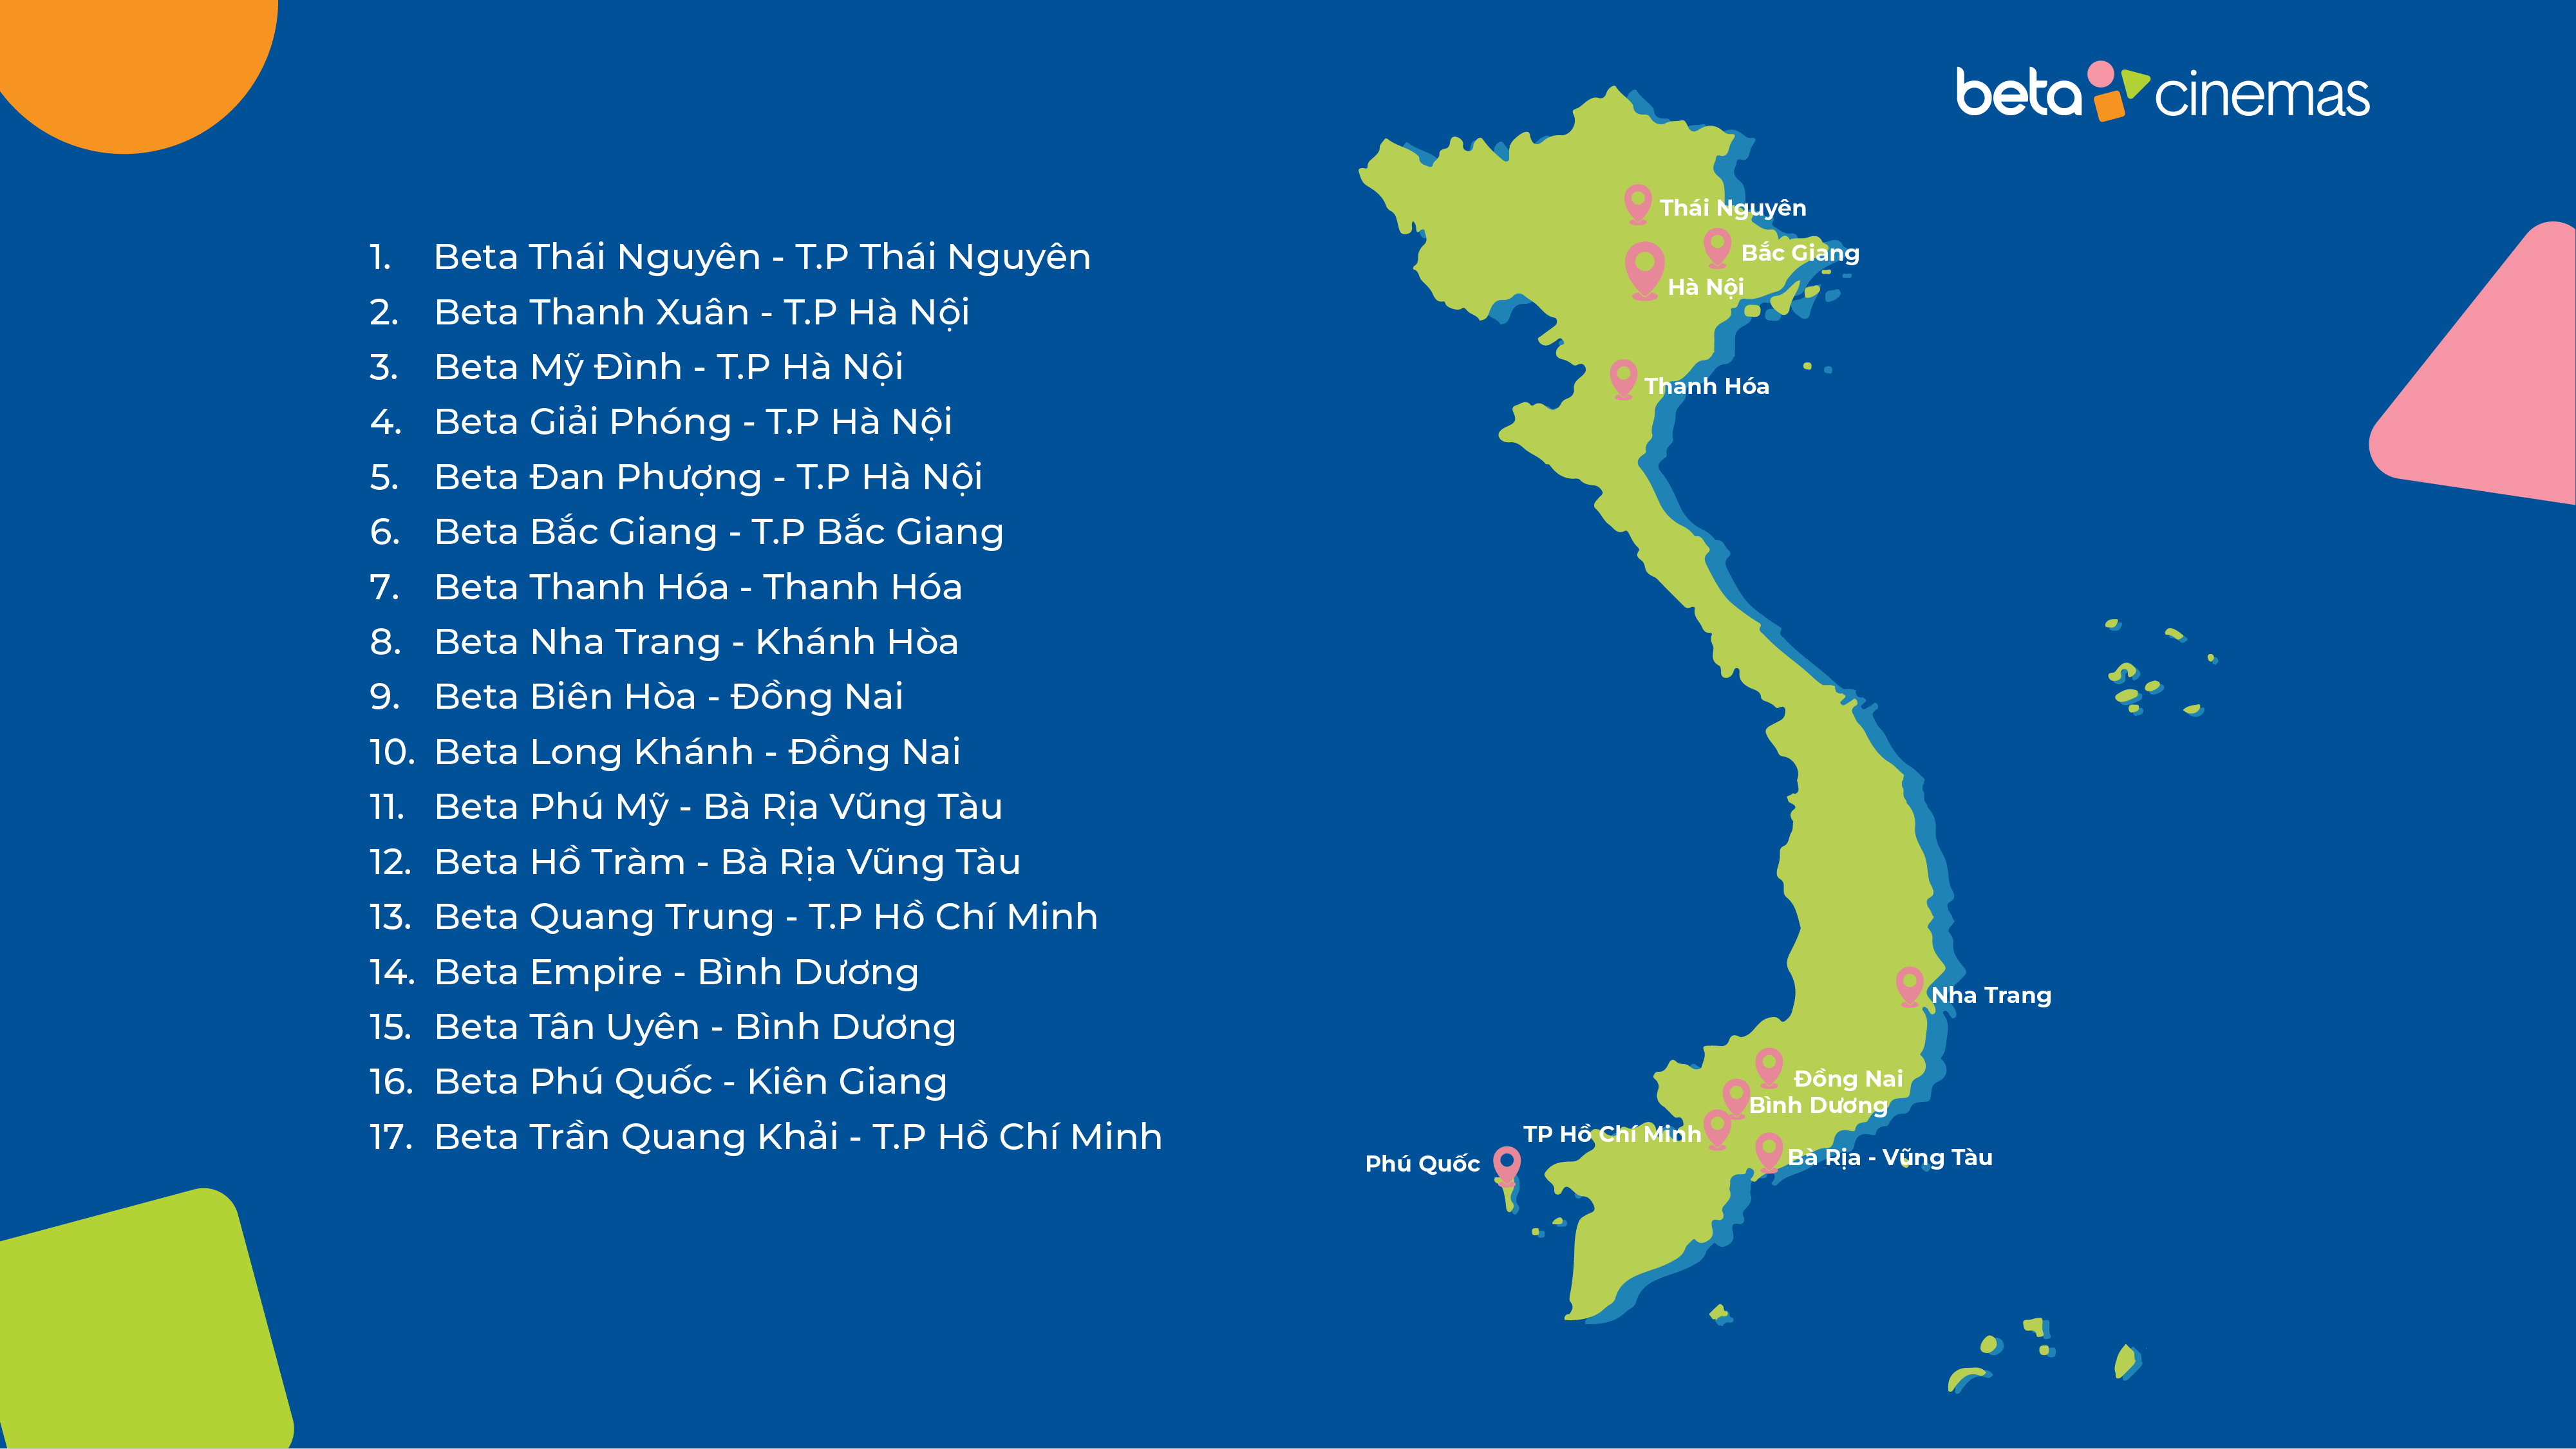 beta cinemas
1. Beta Thái Nguyên - T.P Thái Nguyên
2. Beta Thanh Xuân - T.P Hà Nội
3. Beta Mỹ Đình - T.P Hà Nội
4. Beta Giải Phóng - T.P Hà Nội
5. Beta Đan Phượng - T.P Hà Nội
6. Beta Bắc Giang - T.P Bắc Giang
7. Beta Thanh Hóa - Thanh Hóa
8. Beta Nha Trang - Khánh Hòa
9. Beta Biên Hòa - Đồng Nai
10. Beta Long Khánh - Đồng Nai
11. Beta Phú Mỹ - Bà Rịa Vũng Tàu
12. Beta Hồ Tràm - Bà Rịa Vũng Tàu
13. Beta Quang Trung - T.P Hồ Chí Minh
14. Beta Empire - Bình Dương
15. Beta Tân Uyên - Bình Dương
16. Beta Phú Quốc - Kiên Giang
17. Beta Trần Quang Khải - T.P Hồ Chí Minh
Thái Nguyên
Bắc Giang
Hà Nội
Thanh Hóa
Nha Trang
Đồng Nai
Bình Dương
TP Hồ Chí Minh
Bà Rịa - Vũng Tàu
Phú Quốc